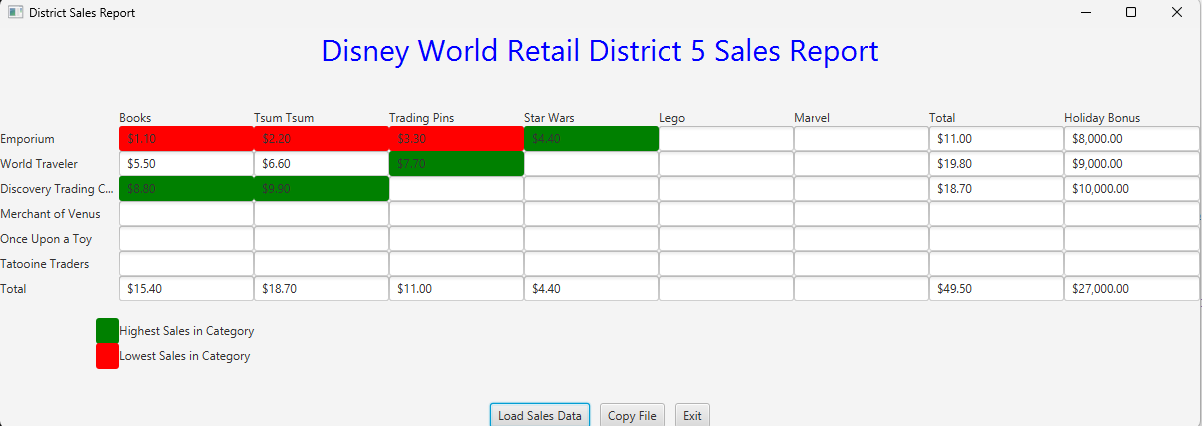 District Sales Report
Disney World Retail District 5 Sales Report
Books Tsum Tsum Trading Pins Star Wars Lego Marvel Total Holiday Bonus
Emporium $1.10 $2.20 $3.30 $4.40 $11.00 $8,000.00
World Traveler $5.50 $6.60 $7.70 $19.80 $9,000.00
Discovery Trading C... $8.80 $9.90 $18.70 $10,000.00
Merchant of Venus
Once Upon a Toy
Tatooine Traders
Total $15.40 $18.70 $11.00 $4.40 $49.50 $27,000.00
Highest Sales in Category
Lowest Sales in Category
Load Sales Data Copy File Exit